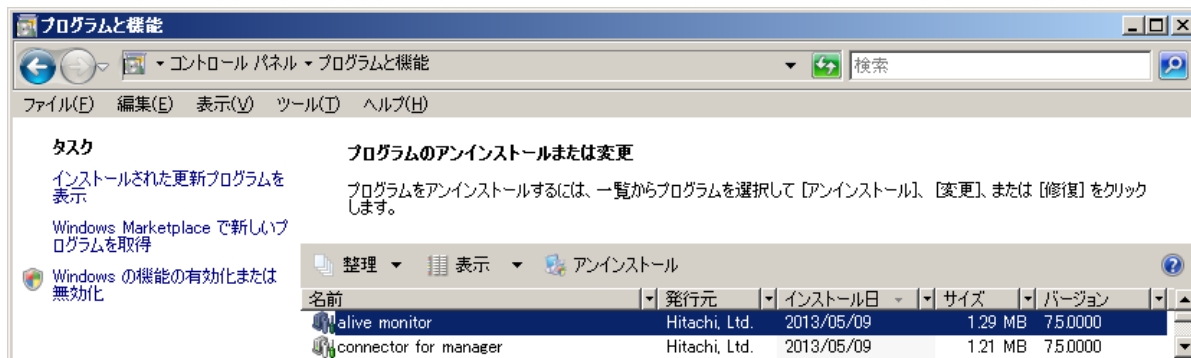 プログラムと機能
コントロール パネル ▾ プログラムと機能
検索
ファイル(F) 編集(E) 表示(V) ツール(T) ヘルプ(H)
タスク
インストールされた更新プログラムを
表示
Windows Marketplace で新しいプ
ログラムを取得
Windows の機能の有効化または
無効化
プログラムのアンインストールまたは変更
プログラムをアンインストールするには、一覧からプログラムを選択して [アンインストール]、[変更]、または [修復] をクリック
します。
整理 表示 アンインストール
名前 発行元 インストール日 サイズ バージョン
alive monitor Hitachi, Ltd. 2013/05/09 1.29 MB 7.5.0000
connector for manager Hitachi, Ltd. 2013/05/09 1.21 MB 7.5.0000